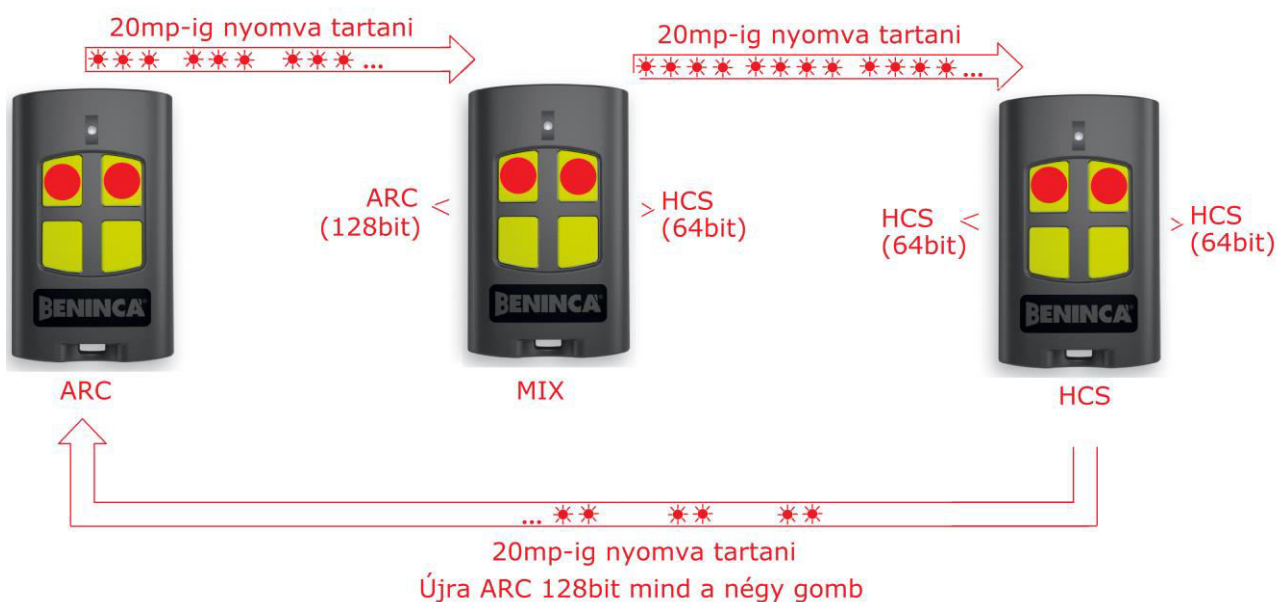 20mp-ig nyomva tartani
20mp-ig nyomva tartani
...
...
ARC
(128bit)
<
>
HCS
(64bit)
HCS
(64bit)
<
>
HCS
(64bit)
BENINCA
BENINCA
BENINCA
ARC
MIX
HCS
...
20mp-ig nyomva tartani
Újra ARC 128bit mind a négy gomb